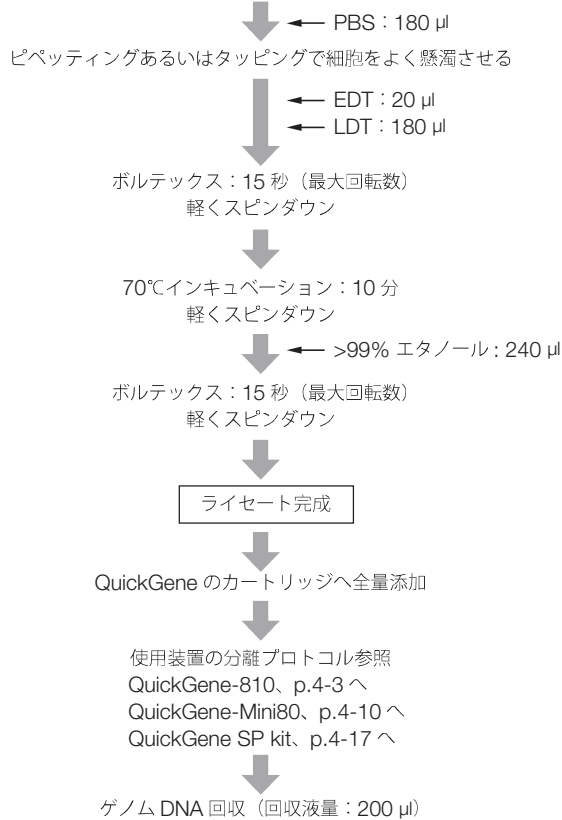 PBS：180 µl
ピペッティングあるいはタッピングで細胞をよく懸濁させる
EDT：20 µl
LDT：180 µl
ボルテックス：15 秒（最大回転数）
軽くスピンダウン
70℃インキュベーション：10 分
軽くスピンダウン
>99% エタノール : 240 µl
ボルテックス：15 秒（最大回転数）
軽くスピンダウン
ライセート完成
QuickGene のカートリッジへ全量添加
使用装置の分離プロトコル参照
QuickGene-810、p.4-3 へ
QuickGene-Mini80、p.4-10 へ
QuickGene SP kit、p.4-17 へ
ゲノム DNA 回収（回収液量：200 µl）